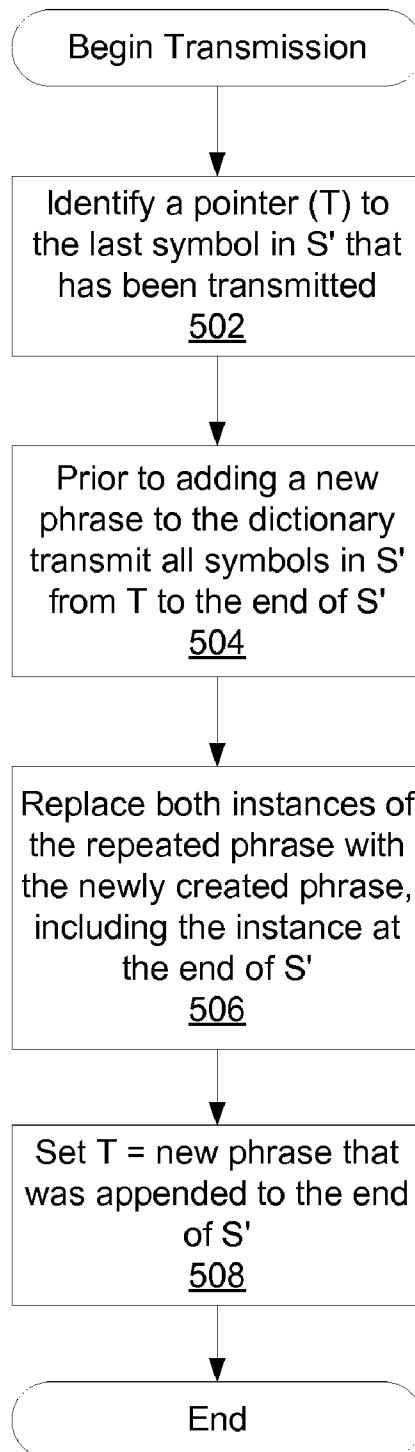 Begin Transmission
Identify a pointer (T) to
the last symbol in S' that
has been transmitted
502
Prior to adding a new
phrase to the dictionary
transmit all symbols in S'
from T to the end of S'
504
Replace both instances of
the repeated phrase with
the newly created phrase,
including the instance at
the end of S'
506
Set T = new phrase that
was appended to the end
of S'
508
End